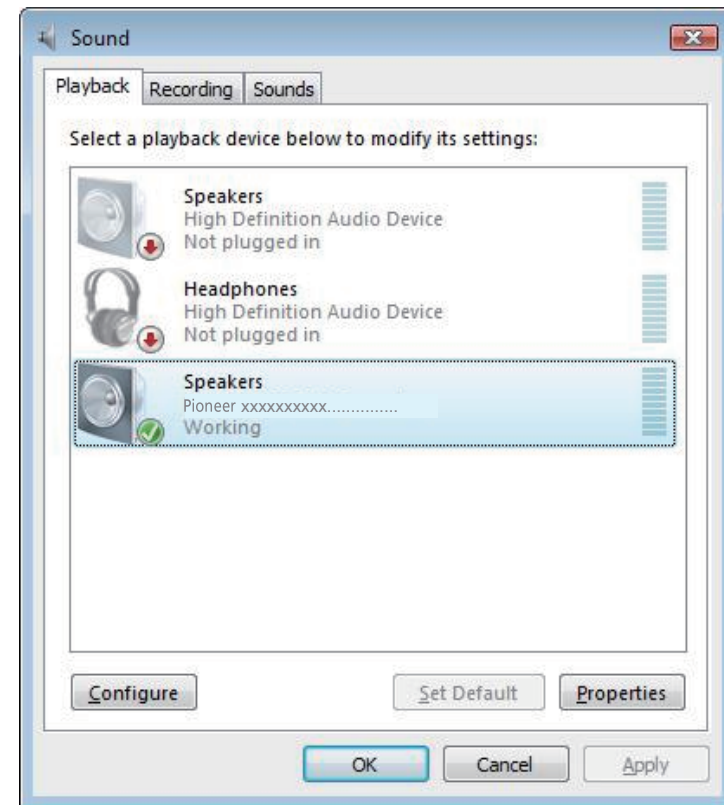 Sound
Playback Recording Sounds
Select a playback device below to modify its settings:
Speakers
High Definition Audio Device
Not plugged in
Headphones
High Definition Audio Device
Not plugged in
Speakers
Pioneer xxxxxxxxxx...............
Working
Configure Set Default Properties
OK Cancel Apply